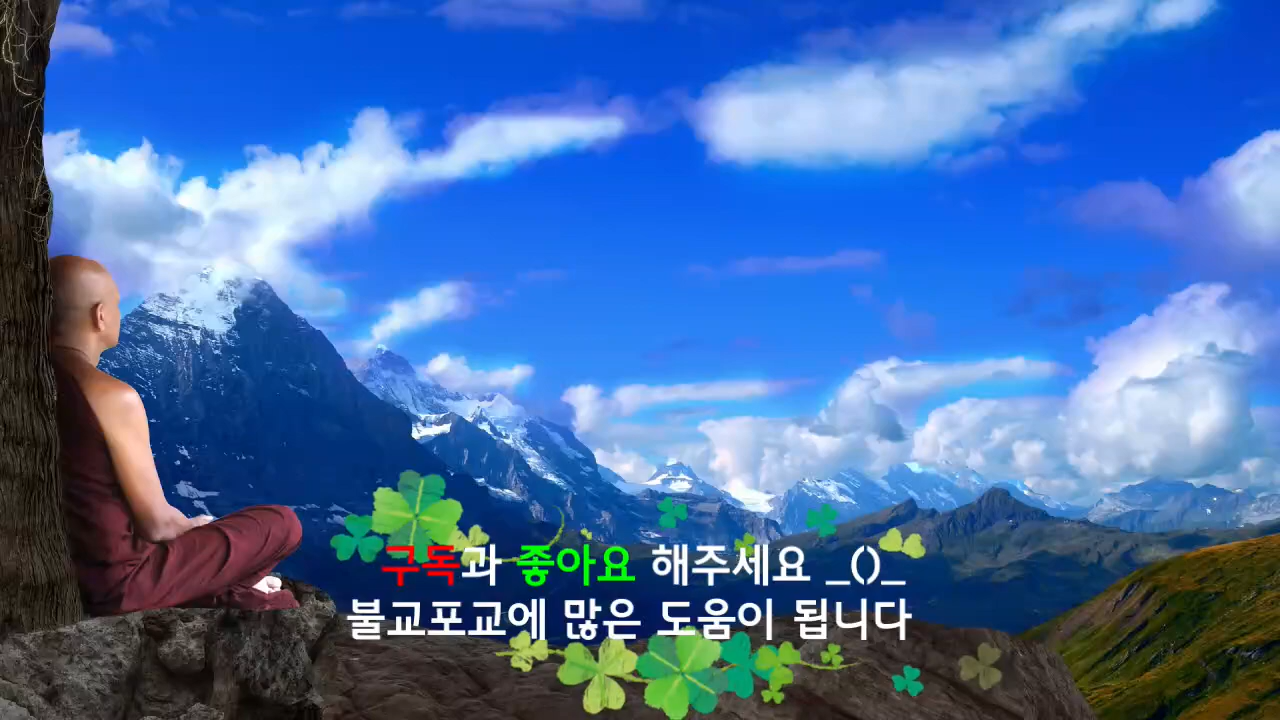 구독과 좋아요 해주세요 _()_
불교포교에 많은 도움이 됩니다